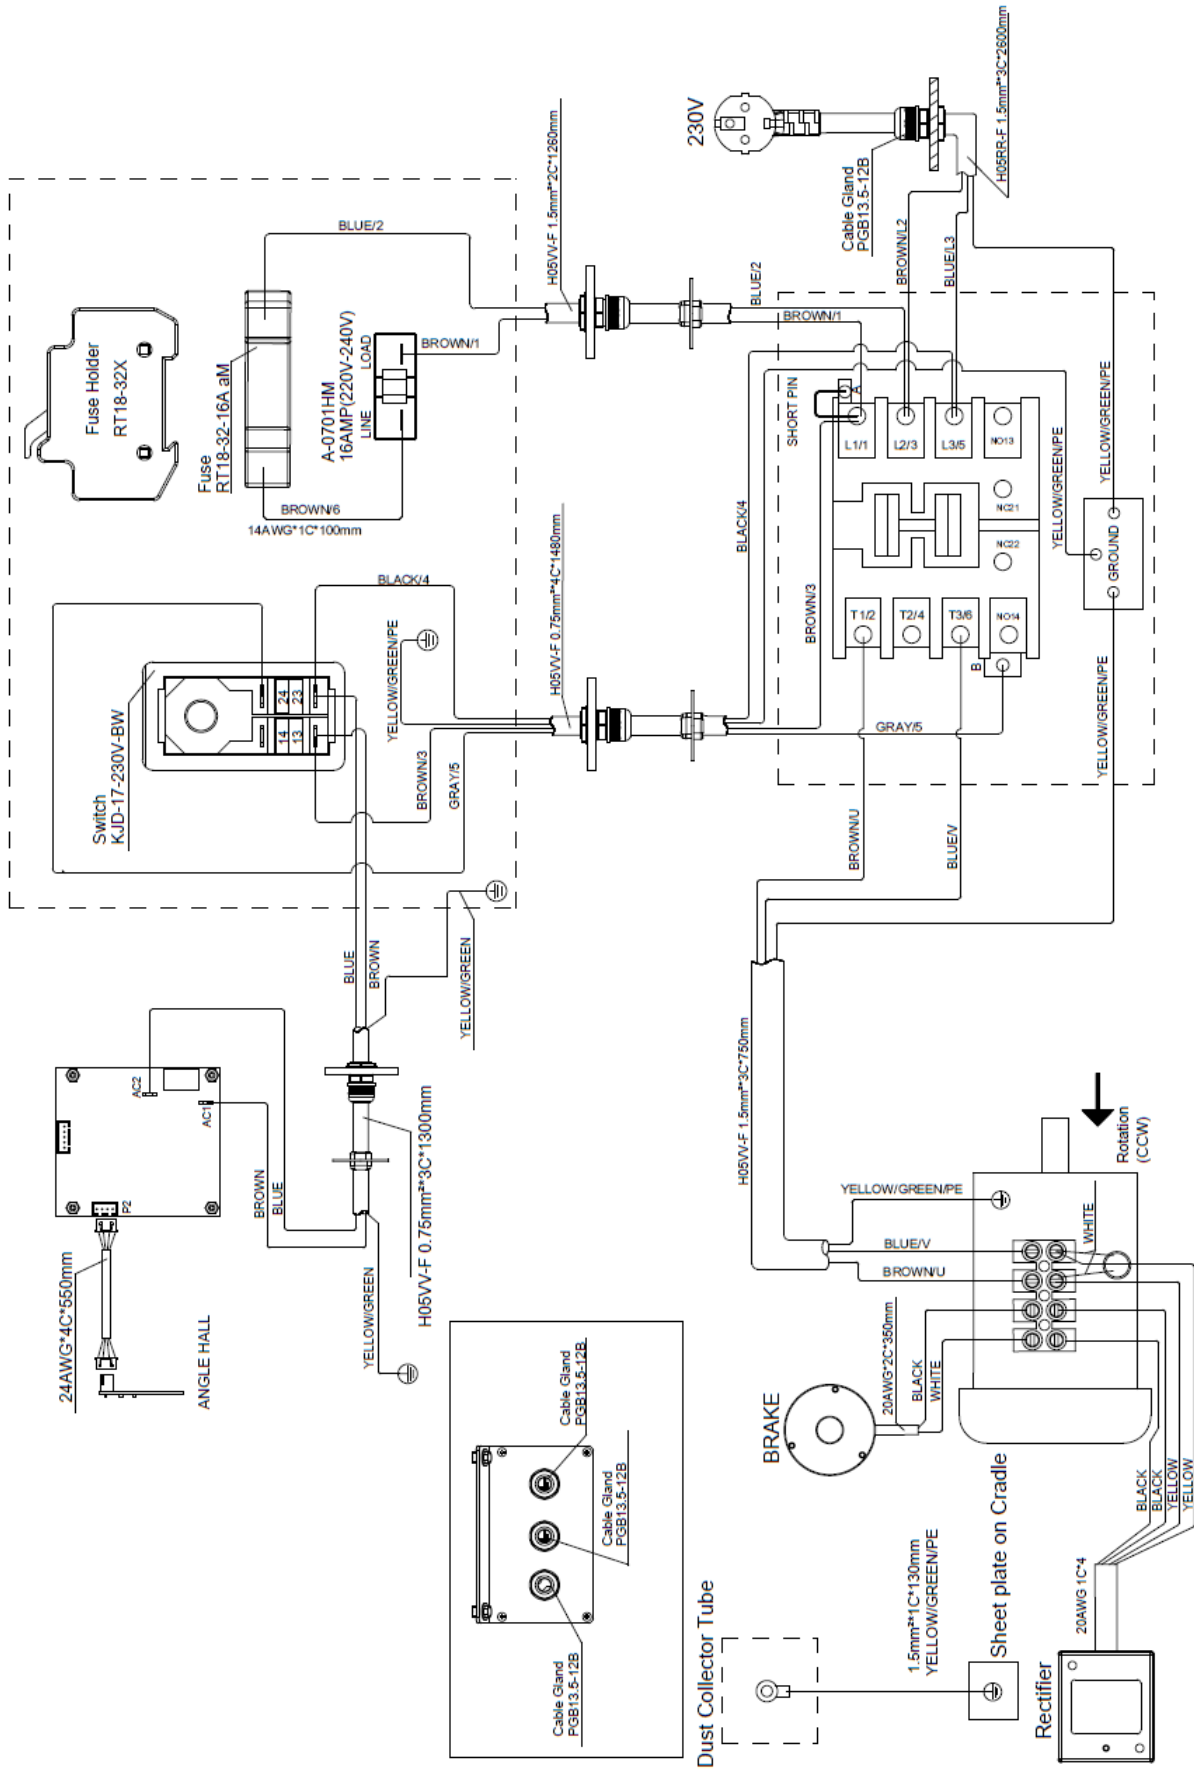 Fuse Holder
RT18-32X
Fuse
RT18-32-16A aM
BLUE/2
A-0701HM
16AMP(220V-240V)
LINE LOAD
BROWN/1
BROWN/6
14AWG*1C*100mm
H05VV-F 1.5mm²*2C*1260mm
230V
Cable Gland
PGB13.5-12B
H05RR-F 1.5mm²*3C*2600mm
BROWN/L2
BLUE/L3
BLUE/2
BROWN/1
Switch
KJD-17-230V-BW
14
13
24
23
BLACK/4
YELLOW/GREEN/PE
BROWN/3
GRAY/5
H05VV-F 0.75mm²*4C*1480mm
BLACK/4
BROWN/3
SHORT PIN
A
L1/1
L2/3
L3/5
NO13
NC21
NC22
T1/2
T2/4
T3/6
NO14
B
GRAY/5
YELLOW/GREEN/PE
YELLOW/GREEN/PE
GROUND
YELLOW/GREEN/PE
BROWN/U
BLUE/V
BLUE
BROWN
YELLOW/GREEN
AC2
AC1
P2
BROWN
BLUE
24AWG*4C*550mm
ANGLE HALL
YELLOW/GREEN
H05VV-F 0.75mm²*3C*1300mm
H05VV-F 1.5mm²*3C*750mm
Cable Gland
PGB13.5-12B
Cable Gland
PGB13.5-12B
Cable Gland
PGB13.5-12B
YELLOW/GREEN/PE
BLUE/V
BROWN/U
WHITE
Rotation
(CCW)
BRAKE
20AWG*2C*350mm
BLACK
WHITE
BLACK
BLACK
YELLOW
YELLOW
20AWG 1C*4
Rectifier
Dust Collector Tube
1.5mm²*1C*130mm
YELLOW/GREEN/PE
Sheet plate on Cradle